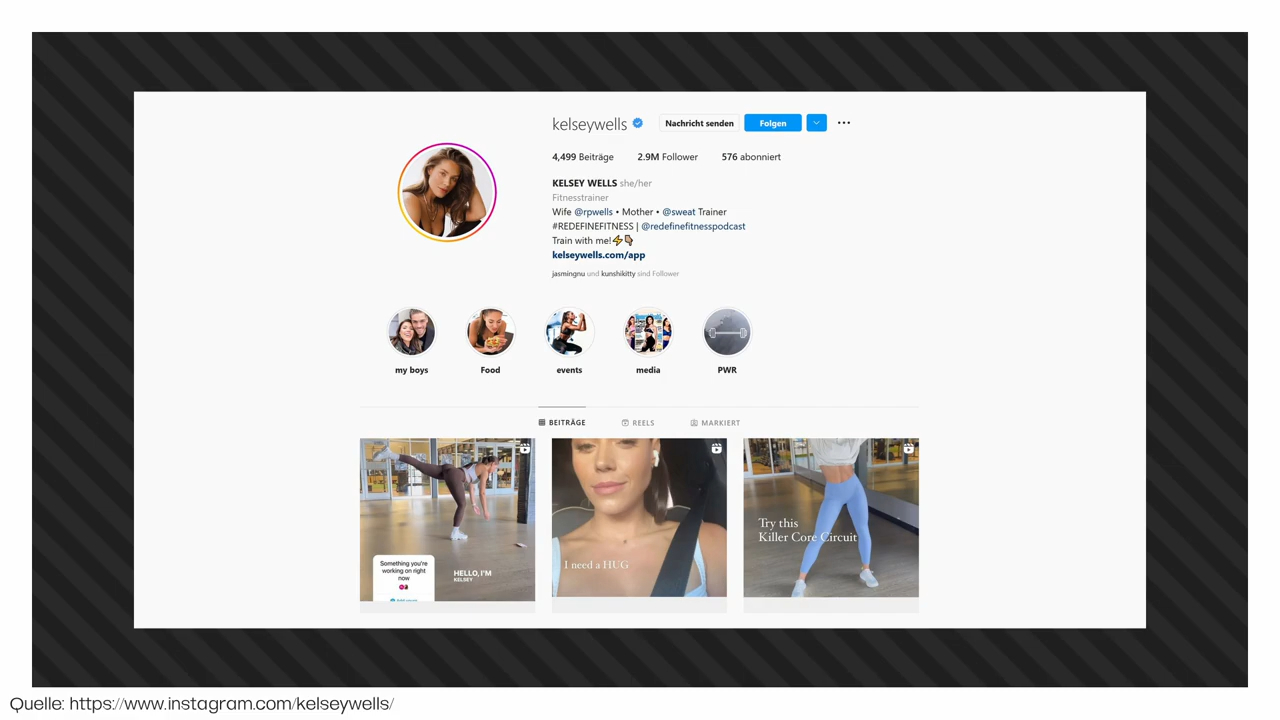 kelseywells
Nachricht senden
Folgen
4,499 Beiträge 2.9M Follower 576 abonniert
KELSEY WELLS she/her
Fitnesstrainer
Wife @rpwells • Mother • @sweat Trainer
#REDEFINEFITNESS | @redefinefitnesspodcast
Train with me!⚡👇🏽
kelseywells.com/app
jasmingnu und kunshikitty sind Follower
my boys Food events media PWR
BEITRÄGE REELS MARKIERT
Something you're
working on right
now
HELLO, I'M
KELSEY
I need a HUG
Try this
Killer Core Circuit
Quelle: https://www.instagram.com/kelseywells/